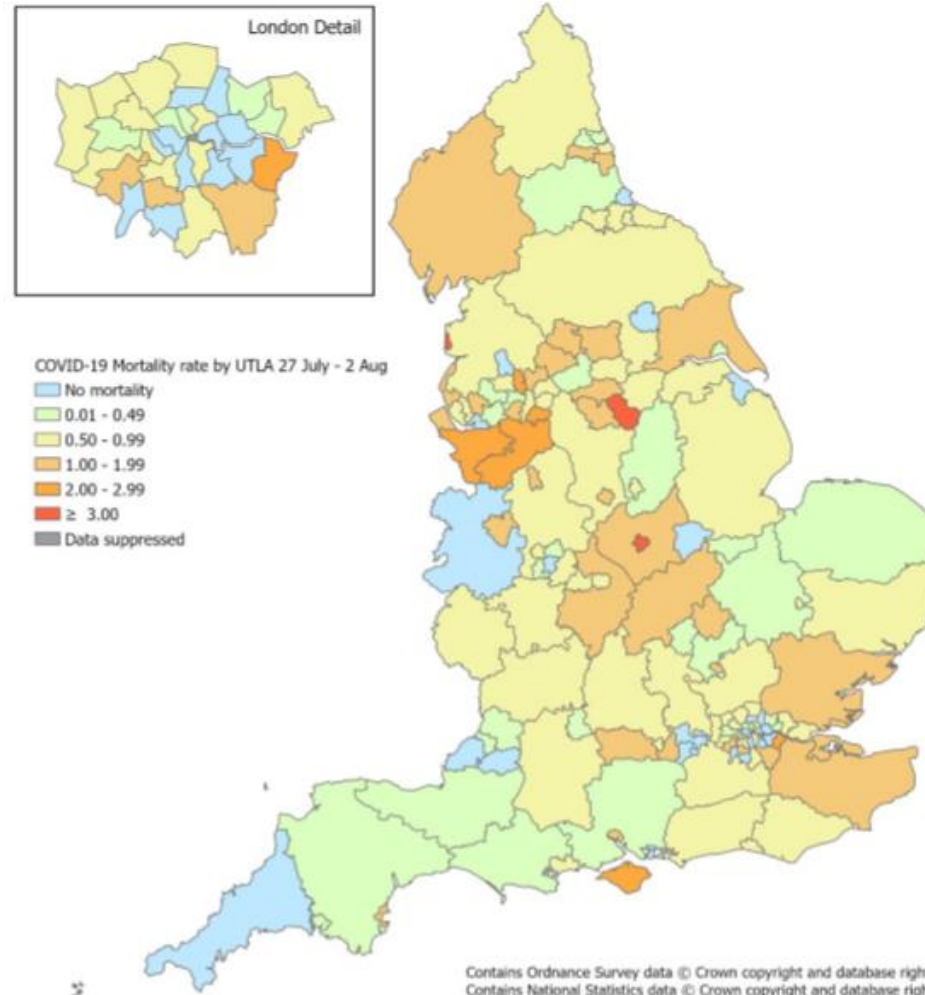 London Detail
COVID-19 Mortality rate by UTLA 27 July - 2 Aug
No mortality
0.01 - 0.49
0.50 - 0.99
1.00 - 1.99
2.00 - 2.99
≥ 3.00
Data suppressed
Contains Ordnance Survey data © Crown copyright and database righ
Contains National Statistics data © Crown copyright and database righ